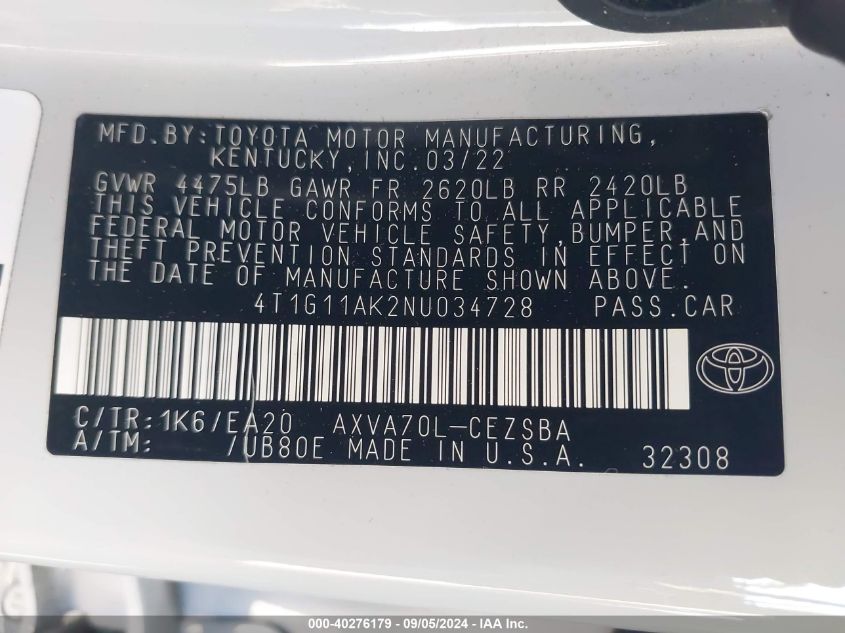 MFD.BY:TOYOTA MOTOR MANUFACTURING,
KENTUCKY,INC.03/22
GVWR 4475LB GAWR FR 2620LB RR 2420LB
THIS VEHICLE CONFORMS TO ALL APPLICABLE
FEDERAL MOTOR VEHICLE SAFETY,BUMPER,AND
THEFT PREVENTION STANDARDS IN EFFECT ON
THE DATE OF MANUFACTURE SHOWN ABOVE.
4T1G11AK2NU034728 PASS.CAR
C/TR:1K6/EA20 AXVA70L-CEZSBA
A/TM: /UB80E MADE IN U.S.A. 32308
000-40276179 - 09/05/2024 - IAA Inc.